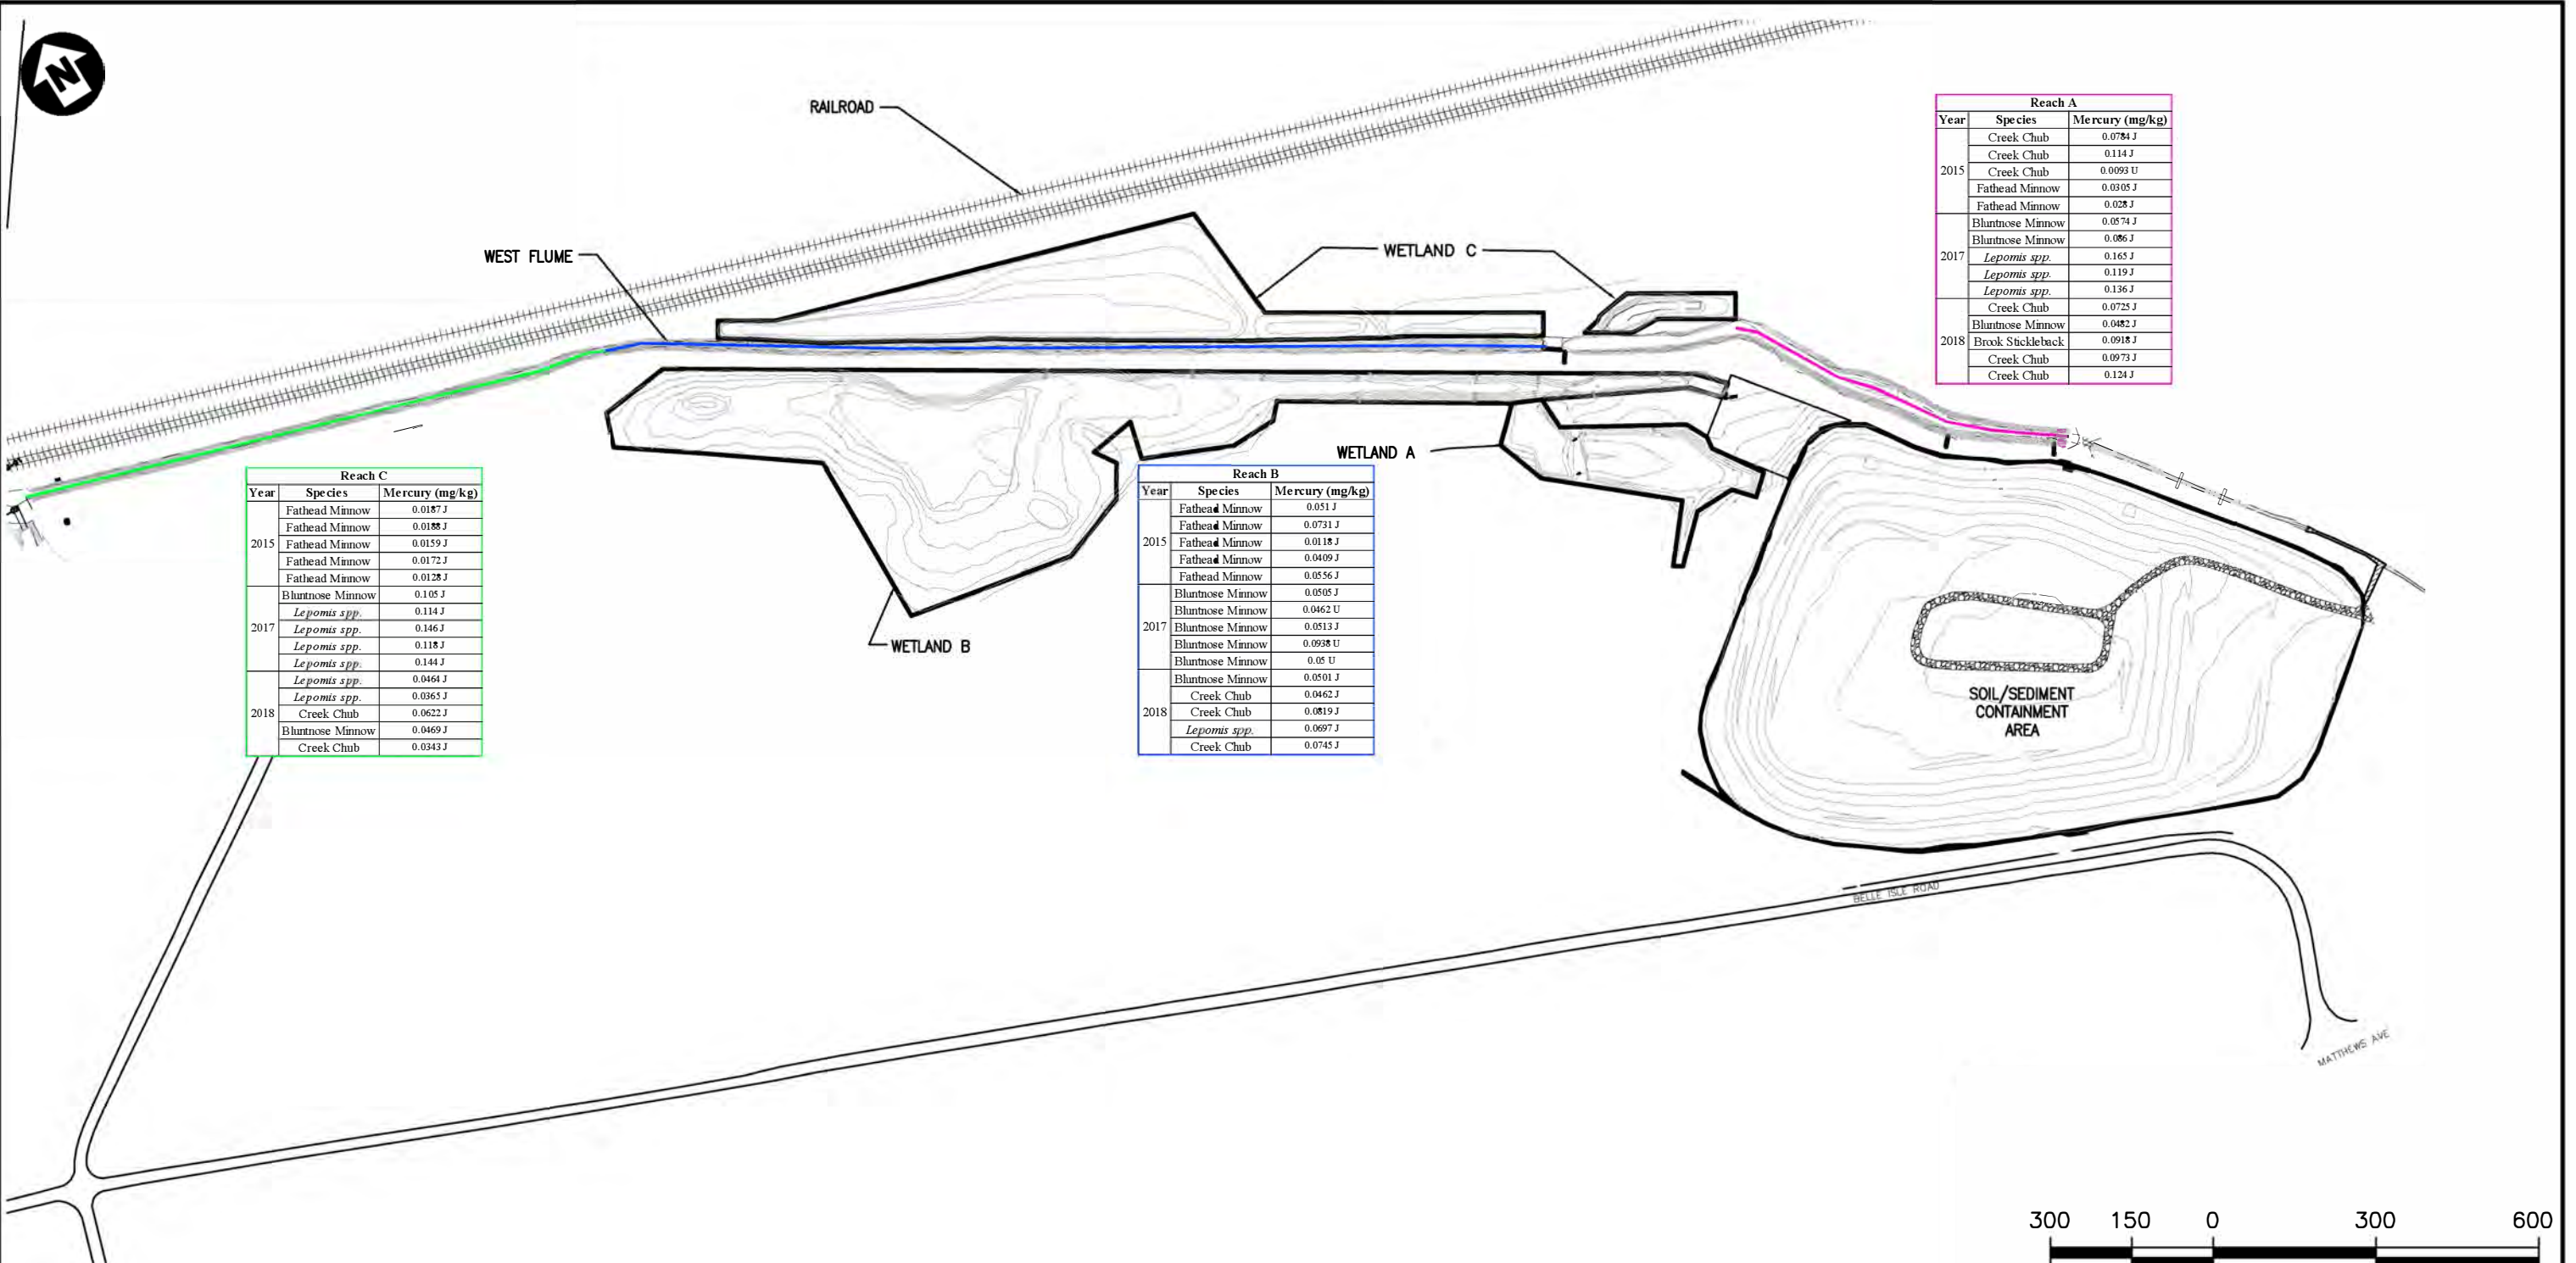 N
RAILROAD
WEST FLUME
WETLAND C
Reach A
Year Species Mercury (mg/kg)
2015
Creek Chub 0.0784 J
Creek Chub 0.114 J
Creek Chub 0.0093 U
Fathead Minnow 0.0305 J
Fathead Minnow 0.028 J
2017
Bluntnose Minnow 0.0574 J
Bluntnose Minnow 0.086 J
Lepomis spp. 0.165 J
Lepomis spp. 0.119 J
Lepomis spp. 0.136 J
2018
Creek Chub 0.0725 J
Bluntnose Minnow 0.0482 J
Brook Stickleback 0.0918 J
Creek Chub 0.0973 J
Creek Chub 0.124 J
WETLAND A
Reach C
Year Species Mercury (mg/kg)
2015
Fathead Minnow 0.0187 J
Fathead Minnow 0.0188 J
Fathead Minnow 0.0159 J
Fathead Minnow 0.0172 J
Fathead Minnow 0.0128 J
2017
Bluntnose Minnow 0.105 J
Lepomis spp. 0.114 J
Lepomis spp. 0.146 J
Lepomis spp. 0.118 J
Lepomis spp. 0.144 J
2018
Lepomis spp. 0.0464 J
Lepomis spp. 0.0365 J
Creek Chub 0.0622 J
Bluntnose Minnow 0.0469 J
Creek Chub 0.0343 J
Reach B
Year Species Mercury (mg/kg)
2015
Fathead Minnow 0.051 J
Fathead Minnow 0.0731 J
Fathead Minnow 0.0118 J
Fathead Minnow 0.0409 J
Fathead Minnow 0.0556 J
2017
Bluntnose Minnow 0.0505 J
Bluntnose Minnow 0.0462 U
Bluntnose Minnow 0.0513 J
Bluntnose Minnow 0.0938 U
Bluntnose Minnow 0.05 U
2018
Bluntnose Minnow 0.0501 J
Creek Chub 0.0462 J
Creek Chub 0.0819 J
Lepomis spp. 0.0697 J
Creek Chub 0.0745 J
WETLAND B
SOIL/SEDIMENT
CONTAINMENT
AREA
BELLE ISLE ROAD
MATTHEWS AVE
300 150 0 300 600